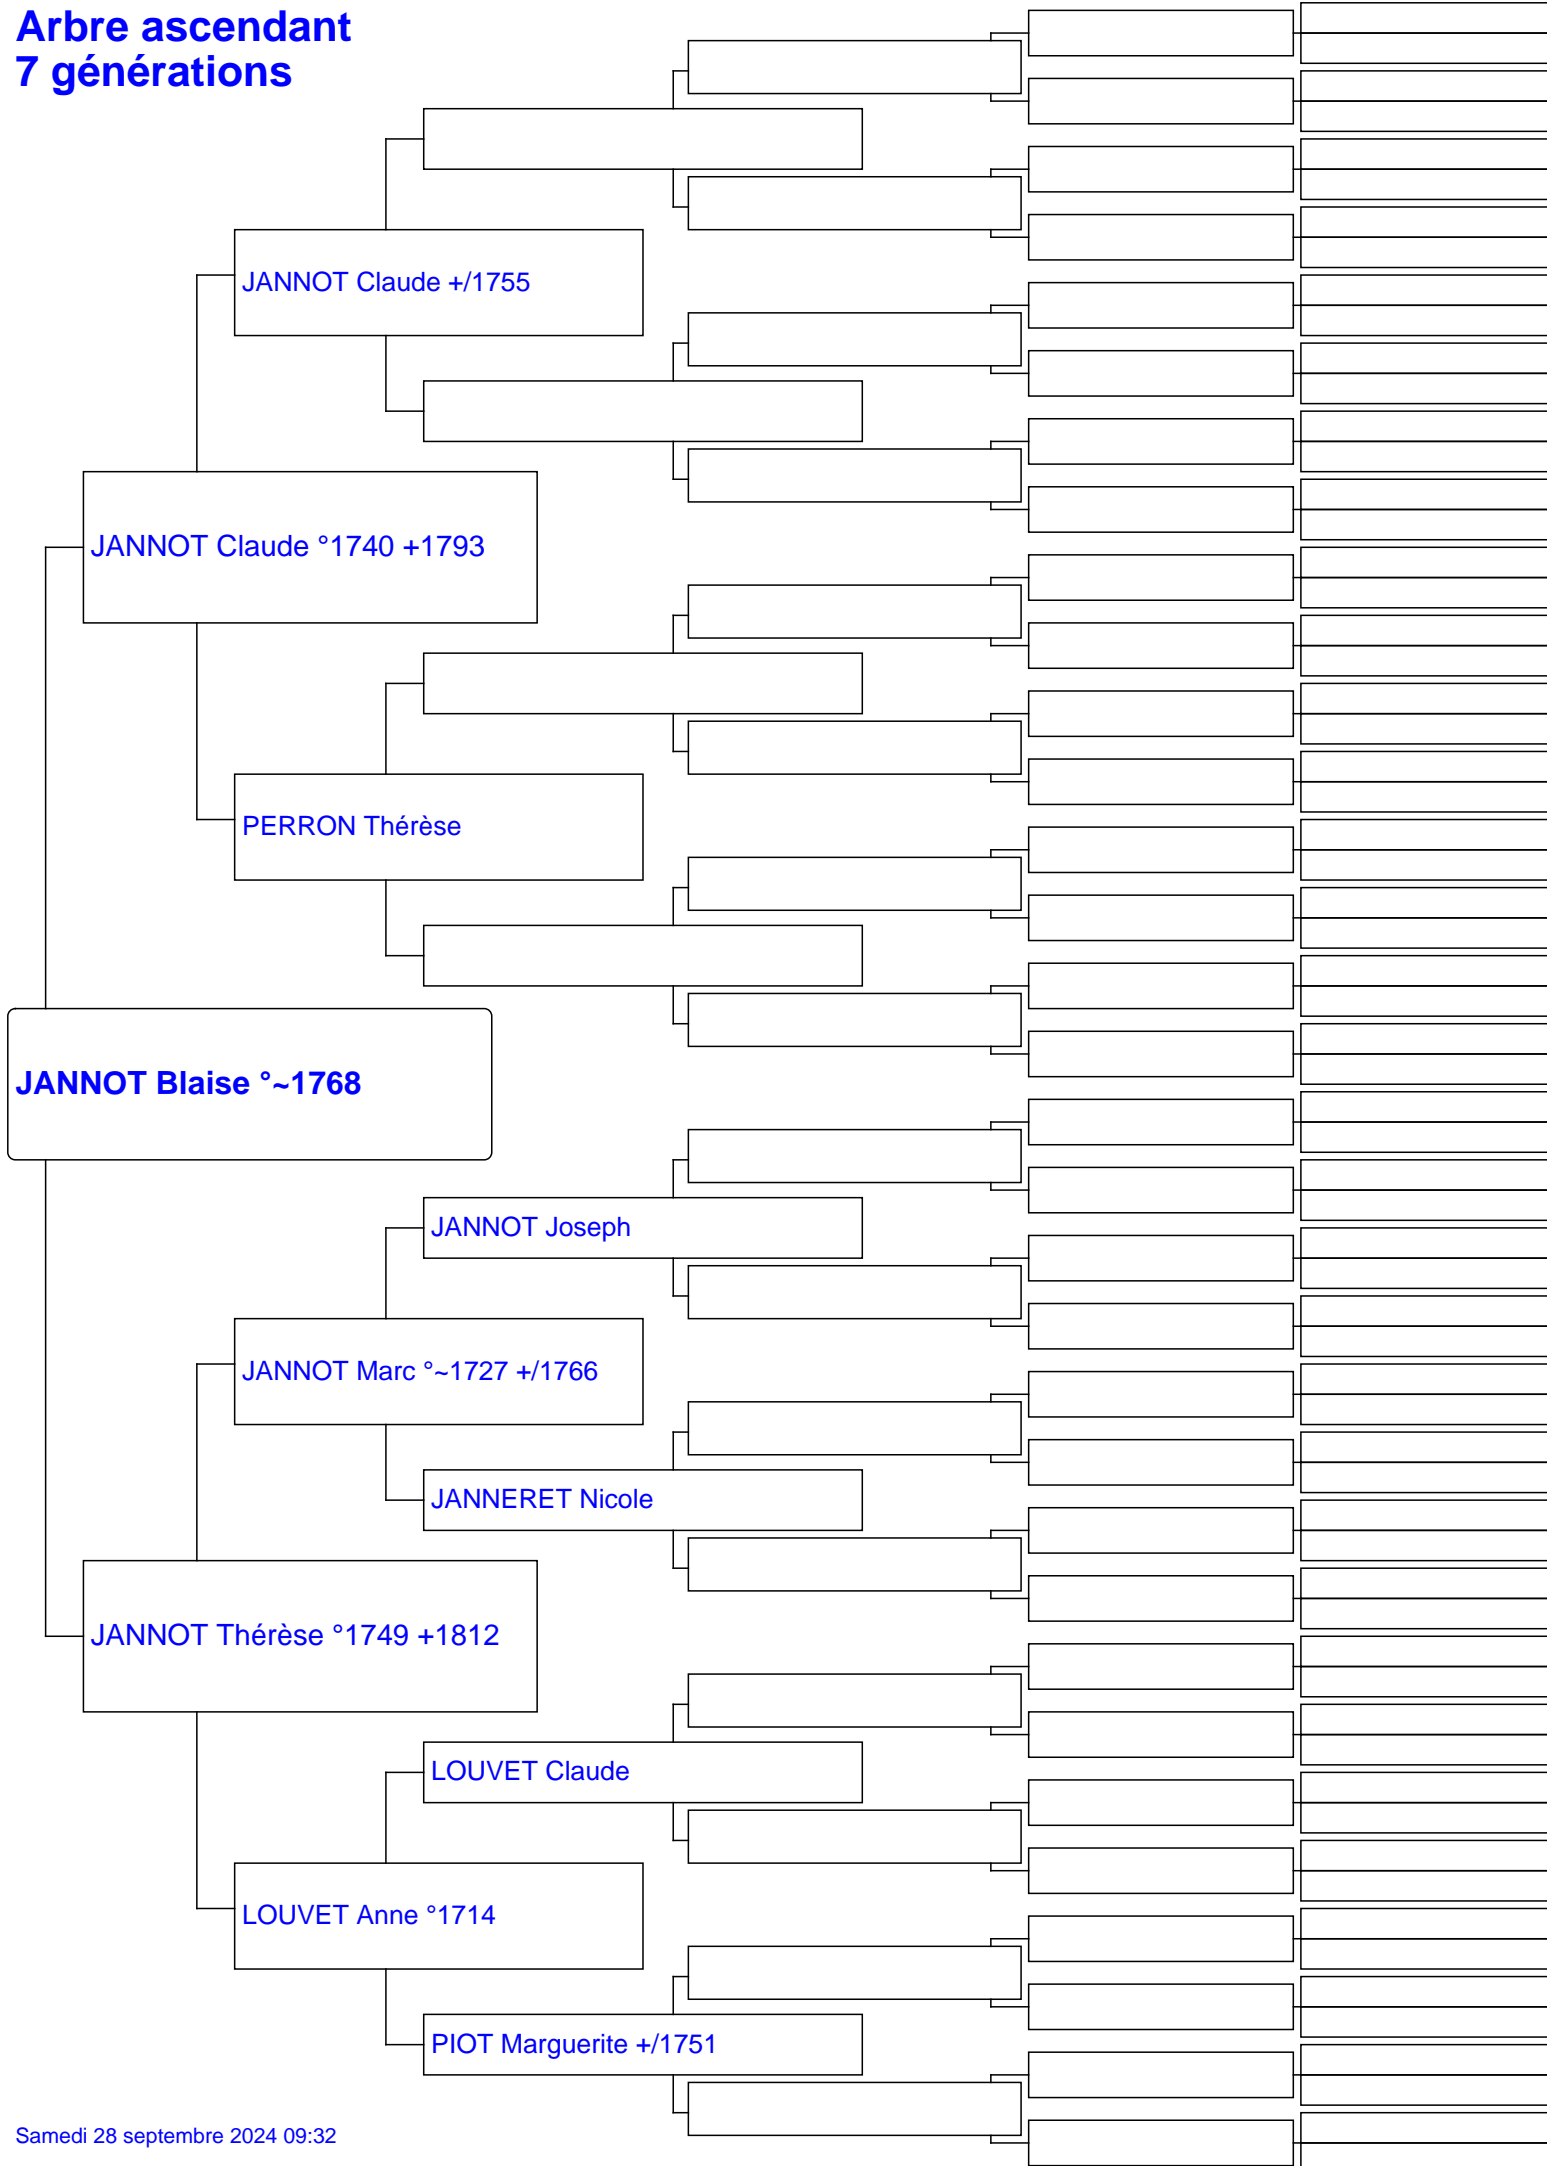 Arbre ascendant
7 générations
JANNOT Claude +/1755
JANNOT Claude °1740 +1793
PERRON Thérèse
JANNOT Blaise °~1768
JANNOT Joseph
JANNOT Marc °~1727 +/1766
JANNERET Nicole
JANNOT Thérèse °1749 +1812
LOUVET Claude
LOUVET Anne °1714
PIOT Marguerite +/1751
Samedi 28 septembre 2024 09:32